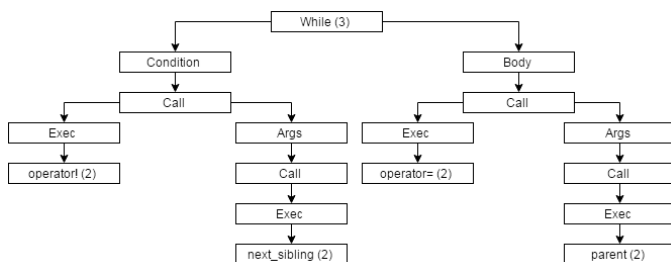 While (3)
Condition
Body
Call
Call
Exec
Args
Exec
Args
operator! (2)
Call
operator= (2)
Call
Exec
Exec
next_sibling (2)
parent (2)